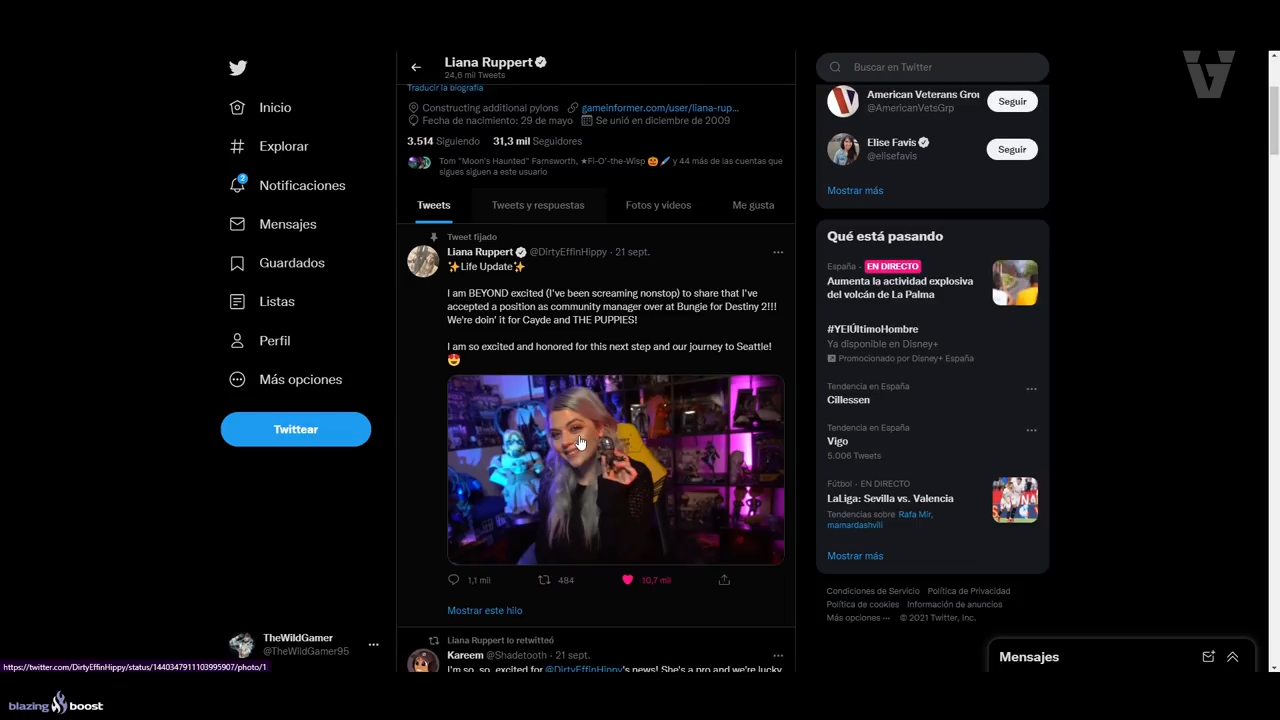 Inicio
Explorar
2
Notificaciones
Mensajes
Guardados
Listas
Perfil
Más opciones
Twittear
TheWildGamer
@TheWildGamer95
https://twitter.com/DirtyEffinHippy/status/1440347911103995907/photo/1
blazing boost
Liana Ruppert
24,6 mil Tweets
Traducir la biografía
Constructing additional pylons gameinformer.com/user/liana-rup...
Fecha de nacimiento: 29 de mayo Se unió en diciembre de 2009
3.514 Siguiendo 31,3 mil Seguidores
Tom "Moon's Haunted" Farnsworth, ★Fi-O'-the-Wisp 🎃🪶 y 44 más de las cuentas que
sigues siguen a este usuario
Tweets Tweets y respuestas Fotos y videos Me gusta
Tweet fijado
Liana Ruppert @DirtyEffinHippy · 21 sept.
✨Life Update✨
I am BEYOND excited (I've been screaming nonstop) to share that I've
accepted a position as community manager over at Bungie for Destiny 2!!!
We're doin' it for Cayde and THE PUPPIES!
I am so excited and honored for this next step and our journey to Seattle!
😍
1,1 mil 484 10,7 mil
Mostrar este hilo
Liana Ruppert lo retweetió
Kareem @Shadetooth · 21 sept.
I'm so, so, excited for @DirtyEffinHippy's news! She's a pro and we're lucky
Buscar en Twitter
American Veterans Grou
@AmericanVetsGrp
Seguir
Elise Favis
@elisefavis
Seguir
Mostrar más
Qué está pasando
España · EN DIRECTO
Aumenta la actividad explosiva
del volcán de La Palma
#YElÚltimoHombre
Ya disponible en Disney+
Promocionado por Disney+ España
Tendencia en España
Cillessen
Tendencia en España
Vigo
5.006 Tweets
Fútbol · EN DIRECTO
LaLiga: Sevilla vs. Valencia
Tendencias sobre Rafa Mir,
mamardashvili
Mostrar más
Condiciones de Servicio Política de Privacidad
Política de cookies Información de anuncios
Más opciones ··· © 2021 Twitter, Inc.
Mensajes